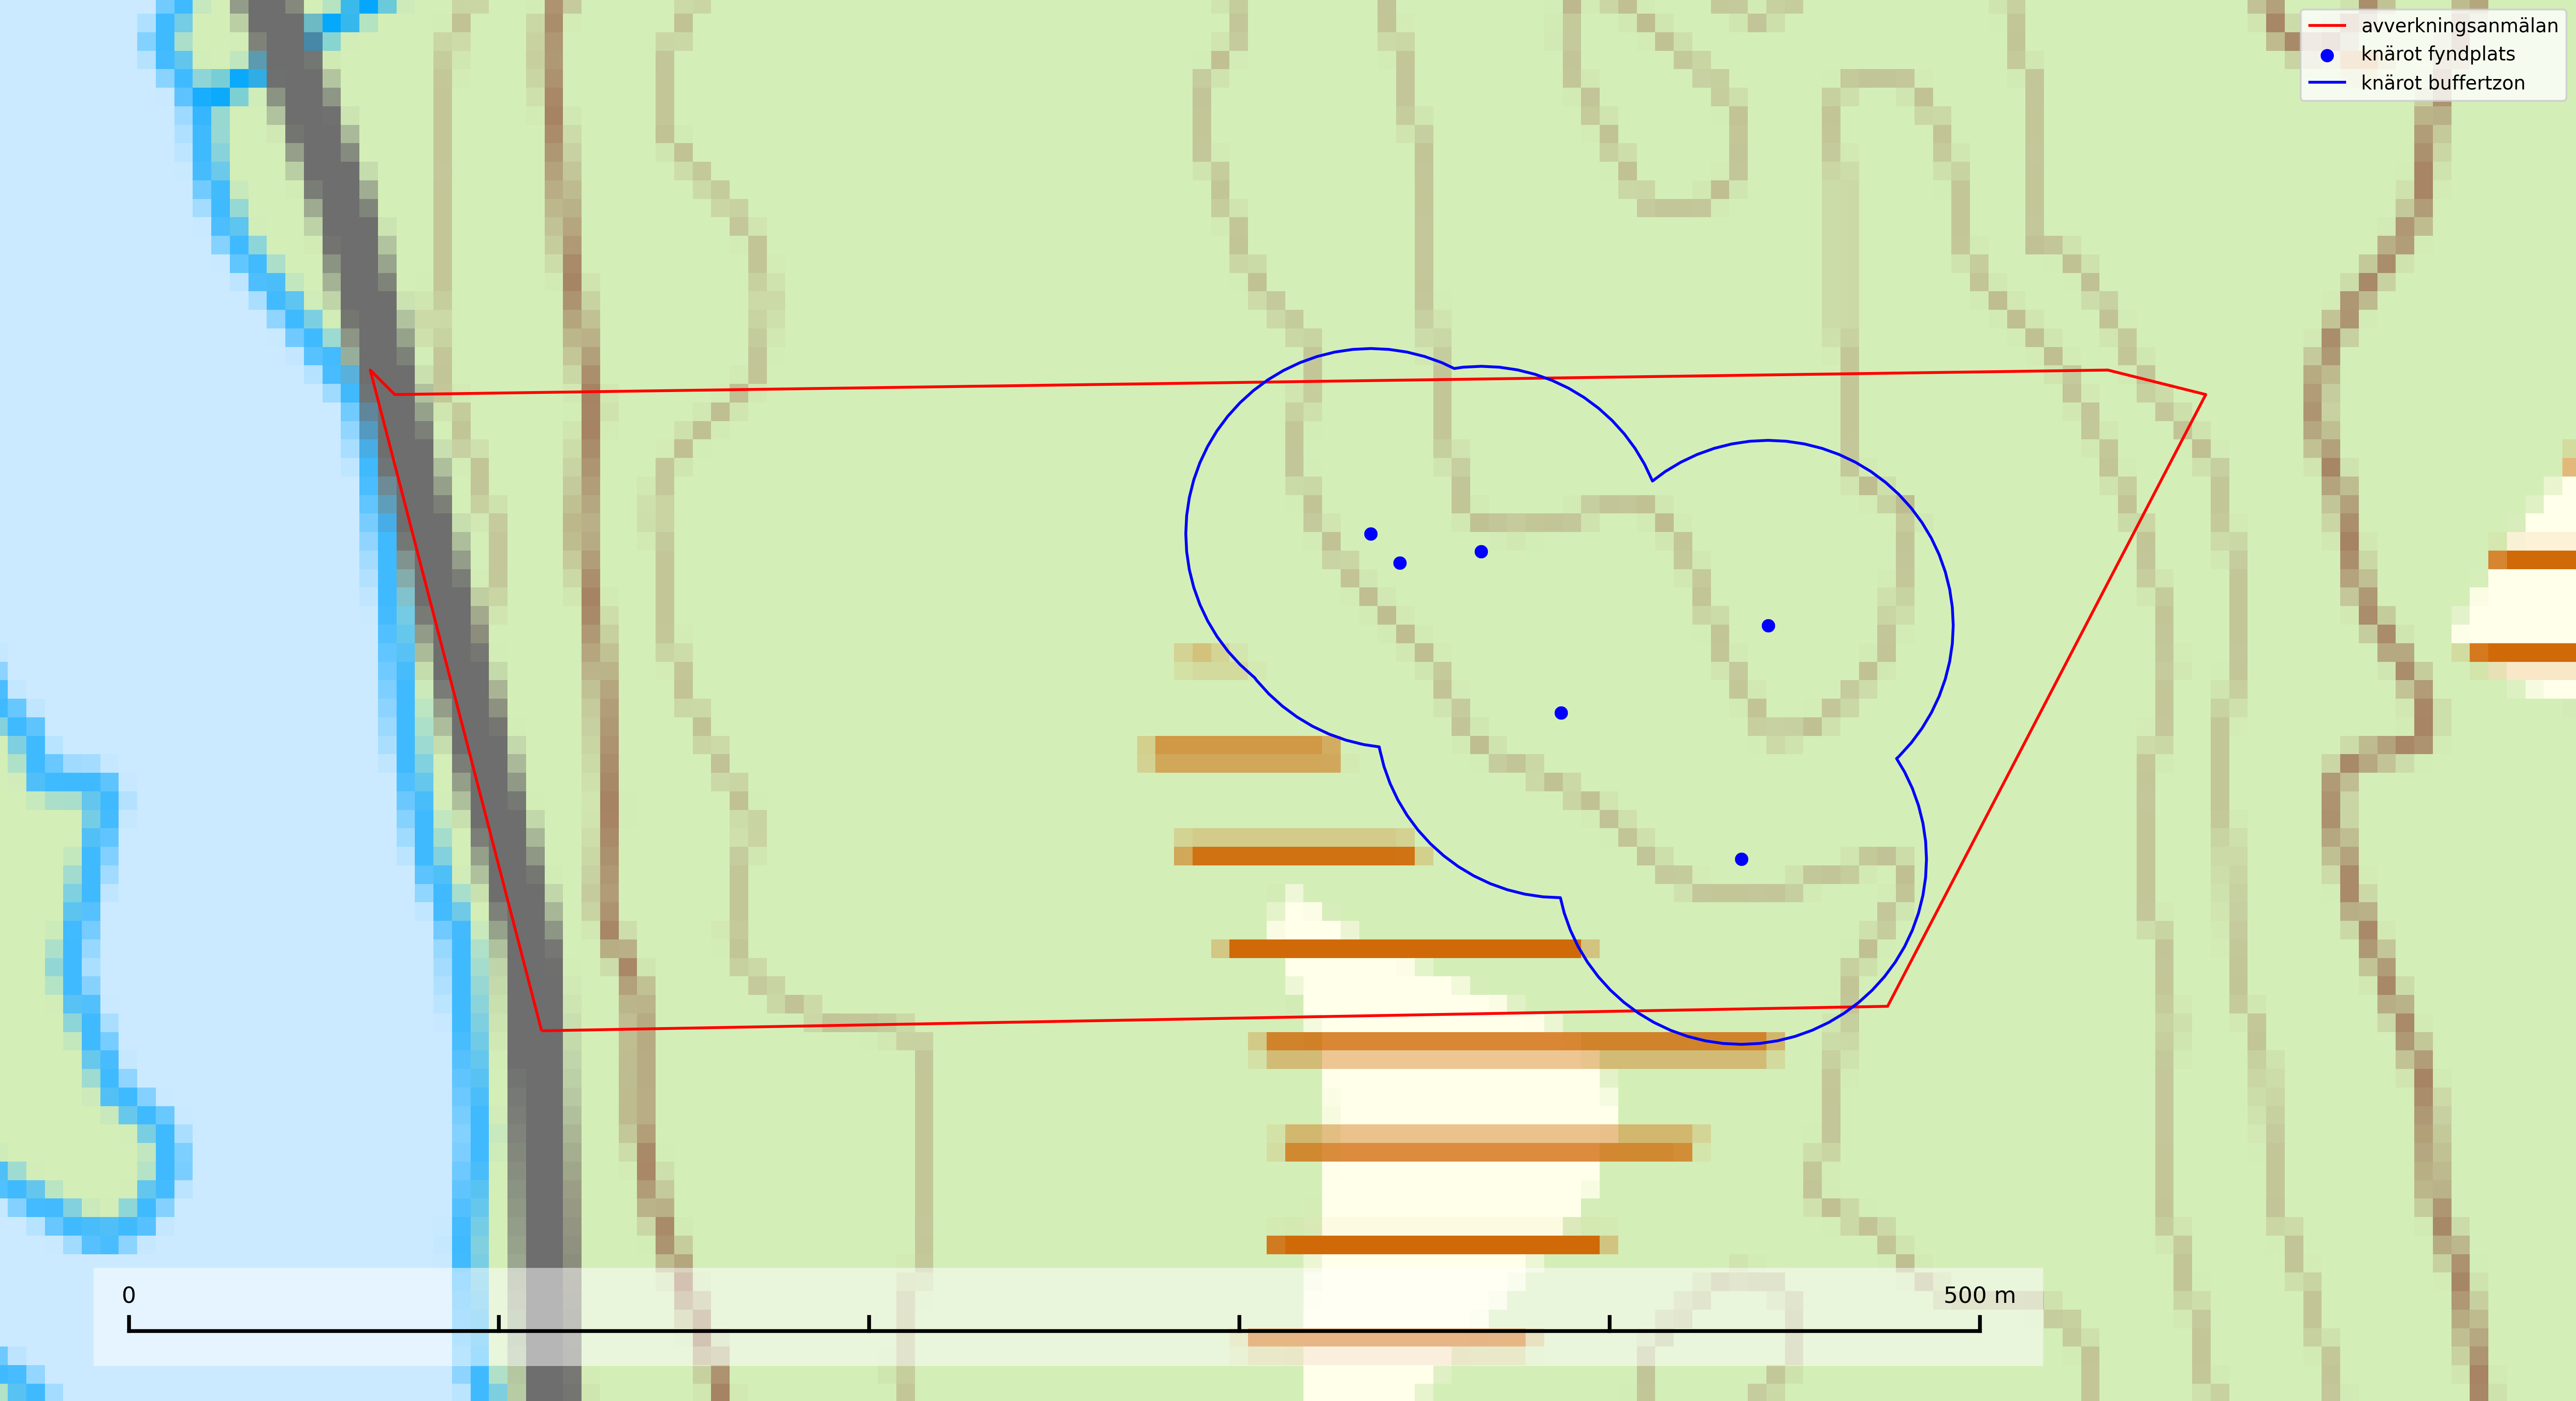 avverkningsanmälan
knärot fyndplats
knärot buffertzon
0
500 m